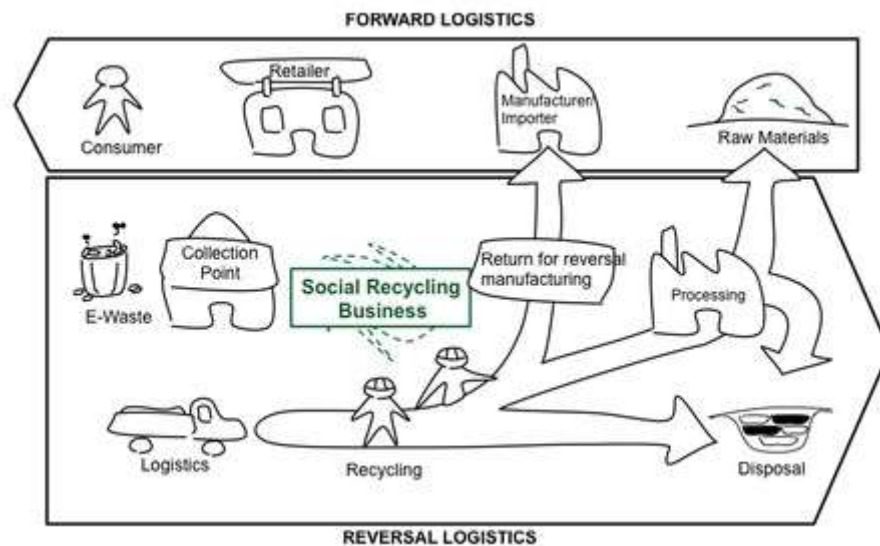 FORWARD LOGISTICS
Consumer
Retailer
Manufacturer/
Importer
Raw Materials
E-Waste
Collection
Point
Social Recycling
Business
Return for reversal
manufacturing
Processing
Logistics
Recycling
Disposal
REVERSAL LOGISTICS